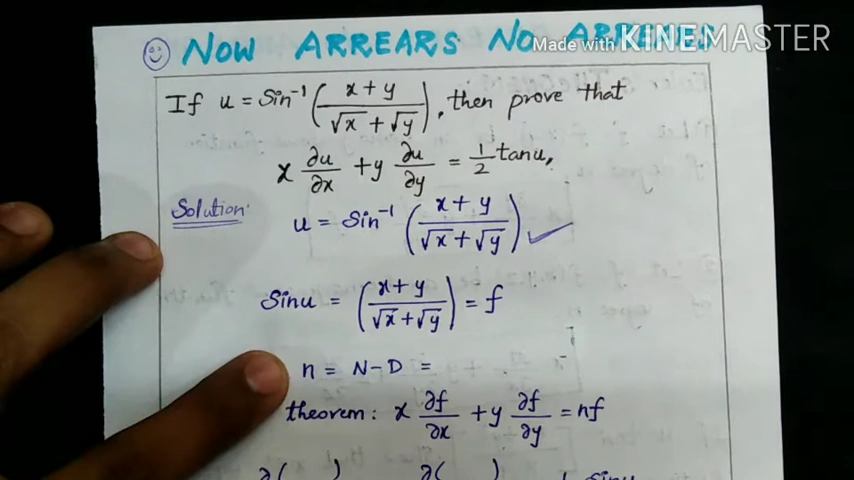 NOW ARREARS NO ARREARS
Made with KINEMASTER
If u = Sin⁻¹ ( x + y / √x + √y ), then prove that
x ∂u/∂x + y ∂u/∂y = 1/2 tanu,
Solution
u = Sin⁻¹ ( x + y / √x + √y ) ✓
Sinu = ( x + y / √x + √y ) = f
n = N - D =
theorem: x ∂f/∂x + y ∂f/∂y = nf